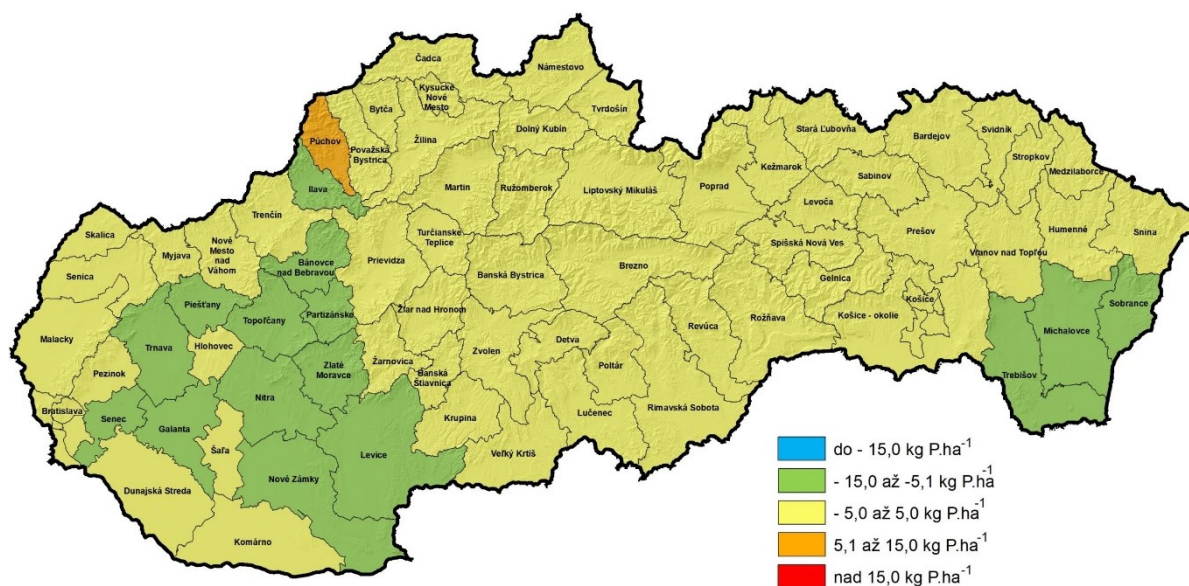 Čadca
Námestovo
Kysucké
Nové
Mesto
Bytča
Tvrdošín
Púchov
Považská
Bystrica
Žilina
Dolný Kubín
Stará Ľubovňa
Bardejov
Svidník
Stropkov
Medzilaborce
Kežmarok
Sabinov
Ilava
Martin
Ružomberok
Liptovský Mikuláš
Poprad
Levoča
Trenčín
Skalica
Myjava
Nové
Mesto
nad
Váhom
Turčianske
Teplice
Prievidza
Spišská Nová Ves
Prešov
Vranov nad Topľou
Humenné
Snina
Senica
Bánovce
nad Bebravou
Banská Bystrica
Brezno
Gelnica
Piešťany
Topoľčany
Partizánske
Žiar nad Hronom
Košice
Sobrance
Malacky
Trnava
Hlohovec
Zvolen
Detva
Revúca
Rožňava
Košice - okolie
Michalovce
Pezinok
Zlaté
Moravce
Žarnovica
Banská
Štiavnica
Poltár
Trebišov
Bratislava
Senec
Nitra
Galanta
Krupina
Lučenec
Rimavská Sobota
Šaľa
Levice
Veľký Krtíš
Dunajská Streda
Nové Zámky
Komárno
do - 15,0 kg P.ha-1
- 15,0 až -5,1 kg P.ha-1
- 5,0 až 5,0 kg P.ha-1
5,1 až 15,0 kg P.ha-1
nad 15,0 kg P.ha-1